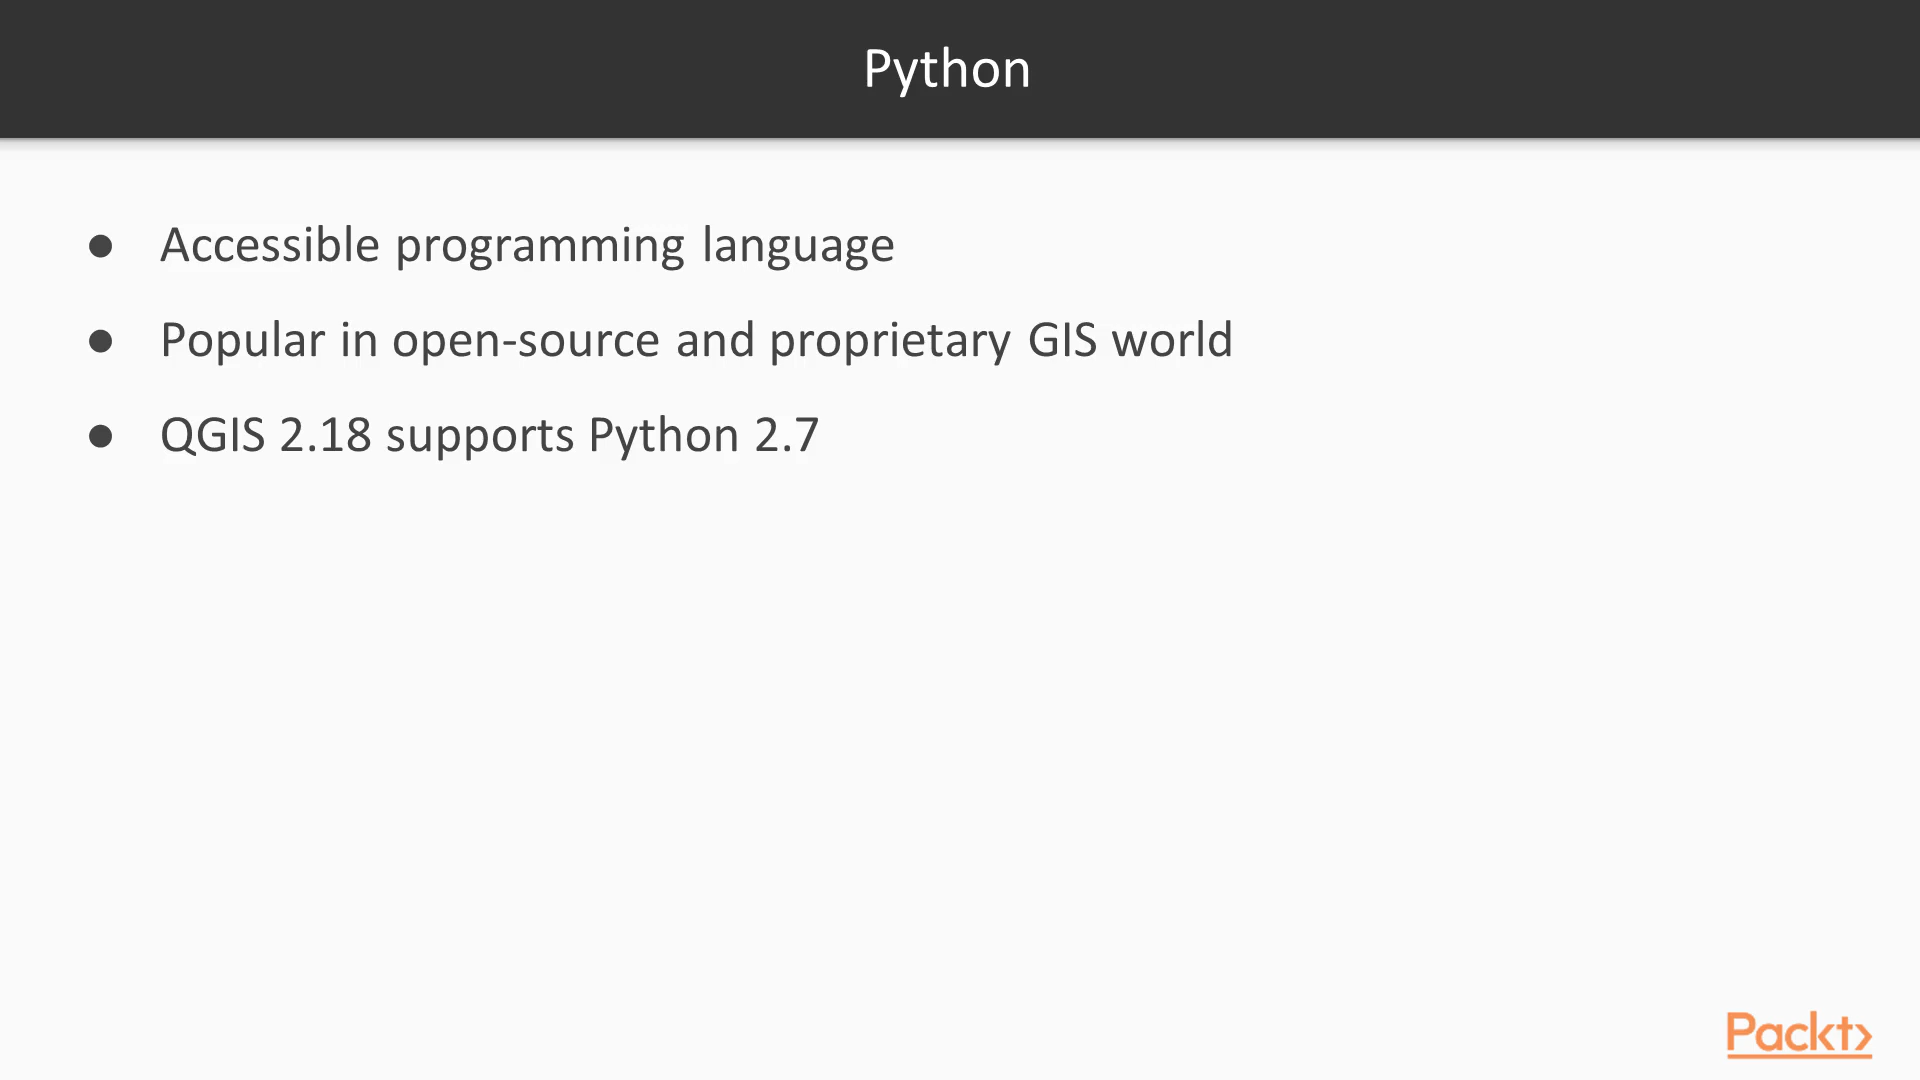 Python
● Accessible programming language
● Popular in open-source and proprietary GIS world
● QGIS 2.18 supports Python 2.7
Packt>